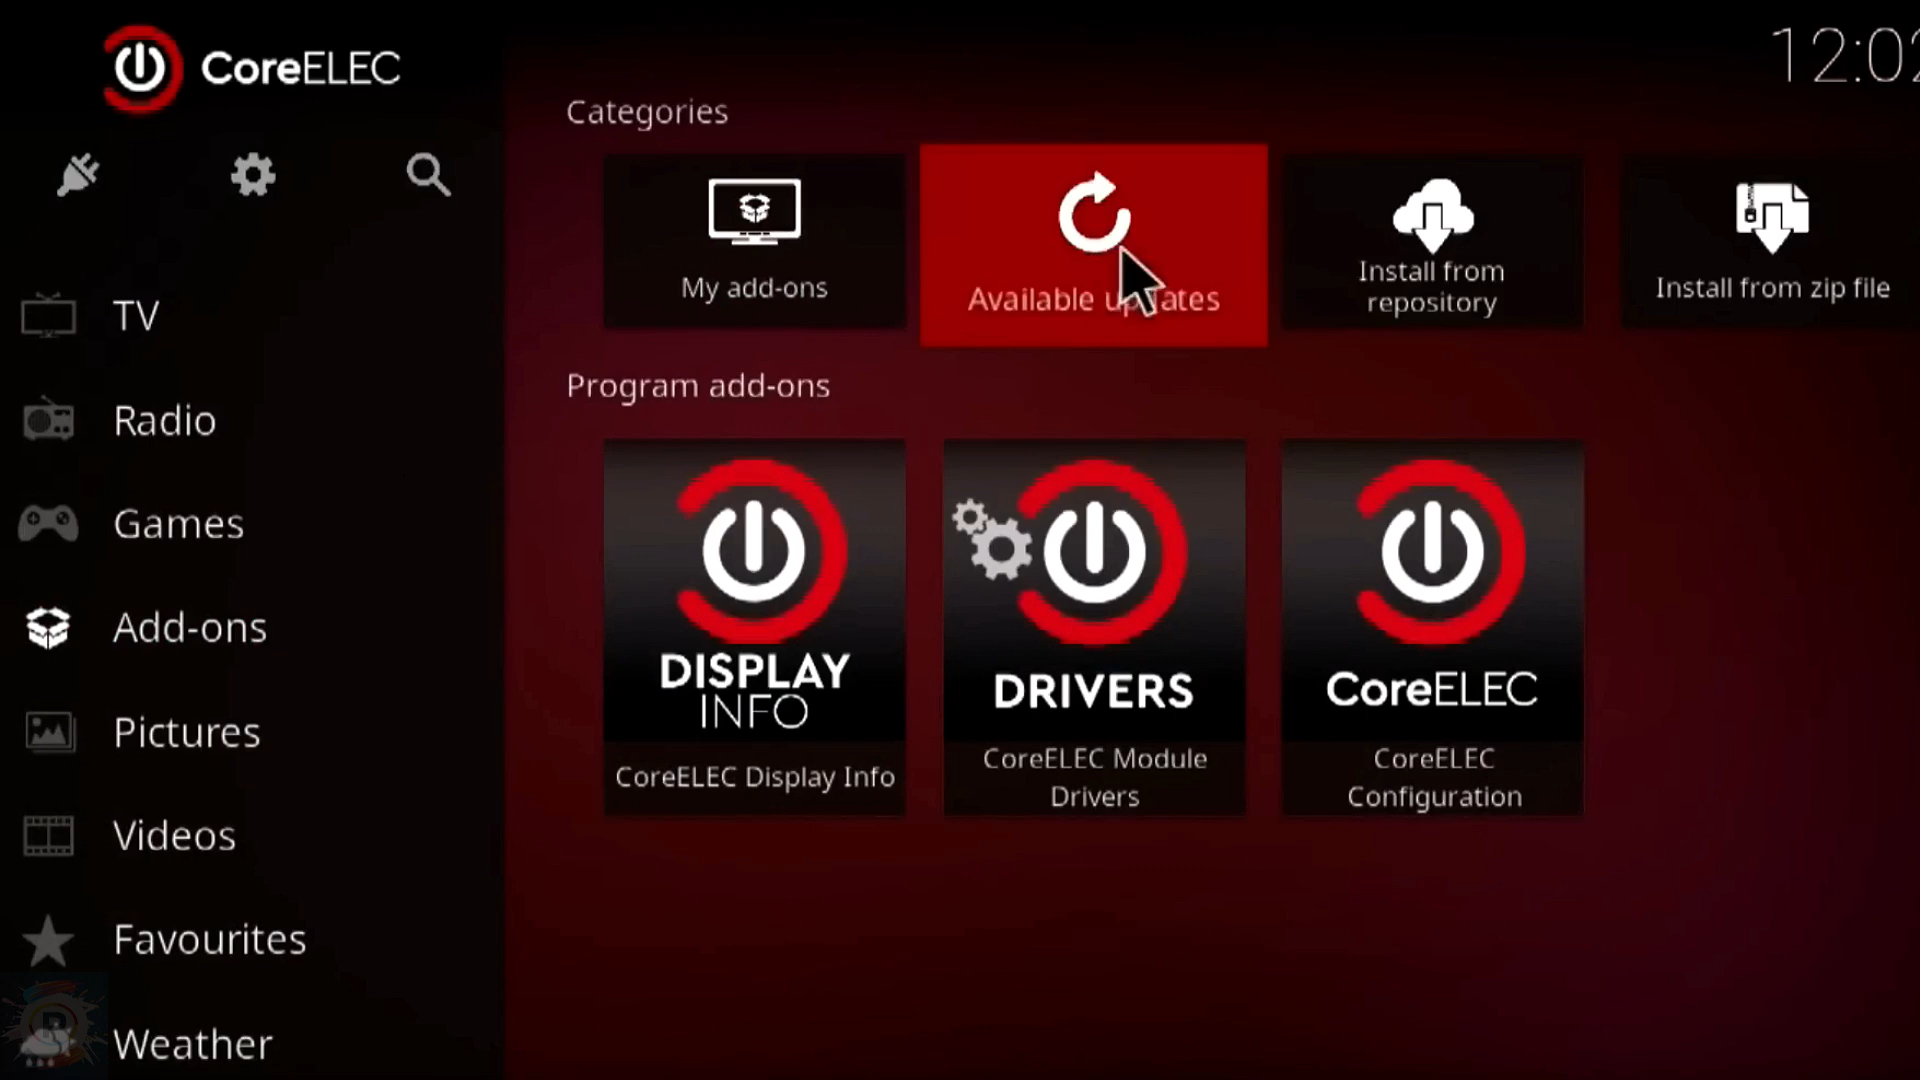 CoreELEC
12:02
Categories
My add-ons
Available updates
Install from
repository
Install from zip file
TV
Radio
Games
Add-ons
Pictures
Videos
Favourites
Weather
Program add-ons
DISPLAY
INFO
CoreELEC Display Info
DRIVERS
CoreELEC Module
Drivers
CoreELEC
CoreELEC
Configuration